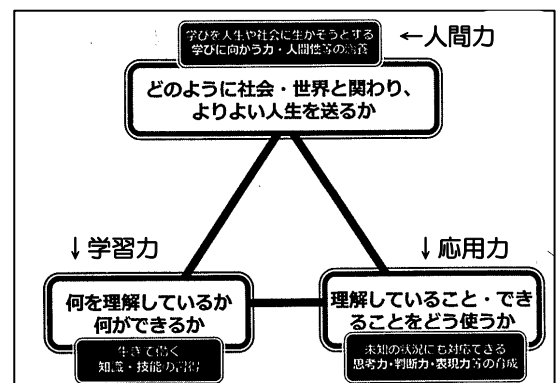 学びを人生や社会に生かそうとする
学びに向かう力・人間性等の涵養
←人間力
どのように社会・世界と関わり、
よりよい人生を送るか
↓学習力
↓応用力
何を理解しているか
何ができるか
理解していること・でき
ることをどう使うか
生きて働く
知識・技能の習得
未知の状況にも対応できる
思考力・判断力・表現力等の育成